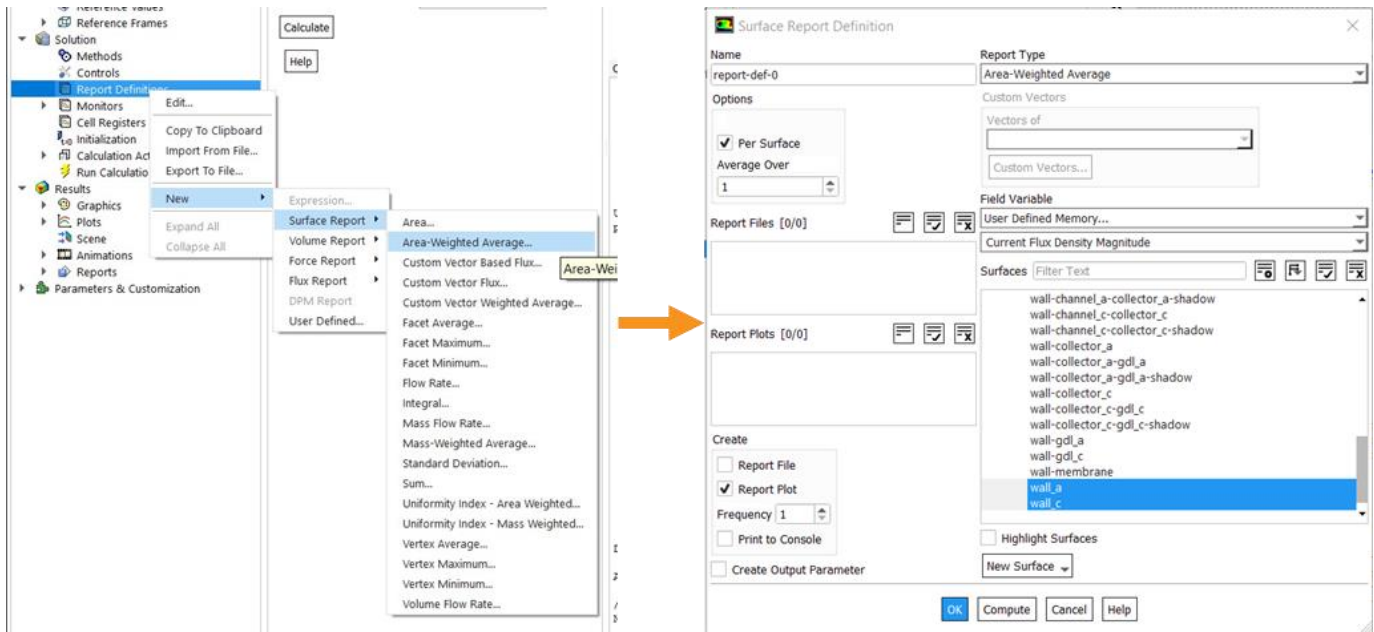 Reference Values
Reference Frames
Solution
Methods
Controls
Report Definitions
Monitors
Cell Registers
Initialization
Calculation Act
Run Calculatio
Results
Graphics
Plots
Scene
Animations
Reports
Parameters & Customization
Calculate
Help
Edit...
Copy To Clipboard
Import From File...
Export To File...
New
Expand All
Collapse All
Expression...
Surface Report
Volume Report
Force Report
Flux Report
DPM Report
User Defined...
Area...
Area-Weighted Average...
Custom Vector Based Flux...
Custom Vector Flux...
Custom Vector Weighted Average...
Facet Average...
Facet Maximum...
Facet Minimum...
Flow Rate...
Integral...
Mass Flow Rate...
Mass-Weighted Average...
Standard Deviation...
Sum...
Uniformity Index - Area Weighted...
Uniformity Index - Mass Weighted...
Vertex Average...
Vertex Maximum...
Vertex Minimum...
Volume Flow Rate...
Area-Wei
Surface Report Definition
Name
report-def-0
Options
Per Surface
Average Over
1
Report Files [0/0]
Report Plots [0/0]
Create
Report File
Report Plot
Frequency 1
Print to Console
Create Output Parameter
Report Type
Area-Weighted Average
Custom Vectors
Vectors of
Custom Vectors...
Field Variable
User Defined Memory...
Current Flux Density Magnitude
Surfaces Filter Text
wall-channel_a-collector_a-shadow
wall-channel_c-collector_c
wall-channel_c-collector_c-shadow
wall-collector_a
wall-collector_a-gdl_a
wall-collector_a-gdl_a-shadow
wall-collector_c
wall-collector_c-gdl_c
wall-collector_c-gdl_c-shadow
wall-gdl_a
wall-gdl_c
wall-membrane
wall_a
wall_c
Highlight Surfaces
New Surface
OK Compute Cancel Help